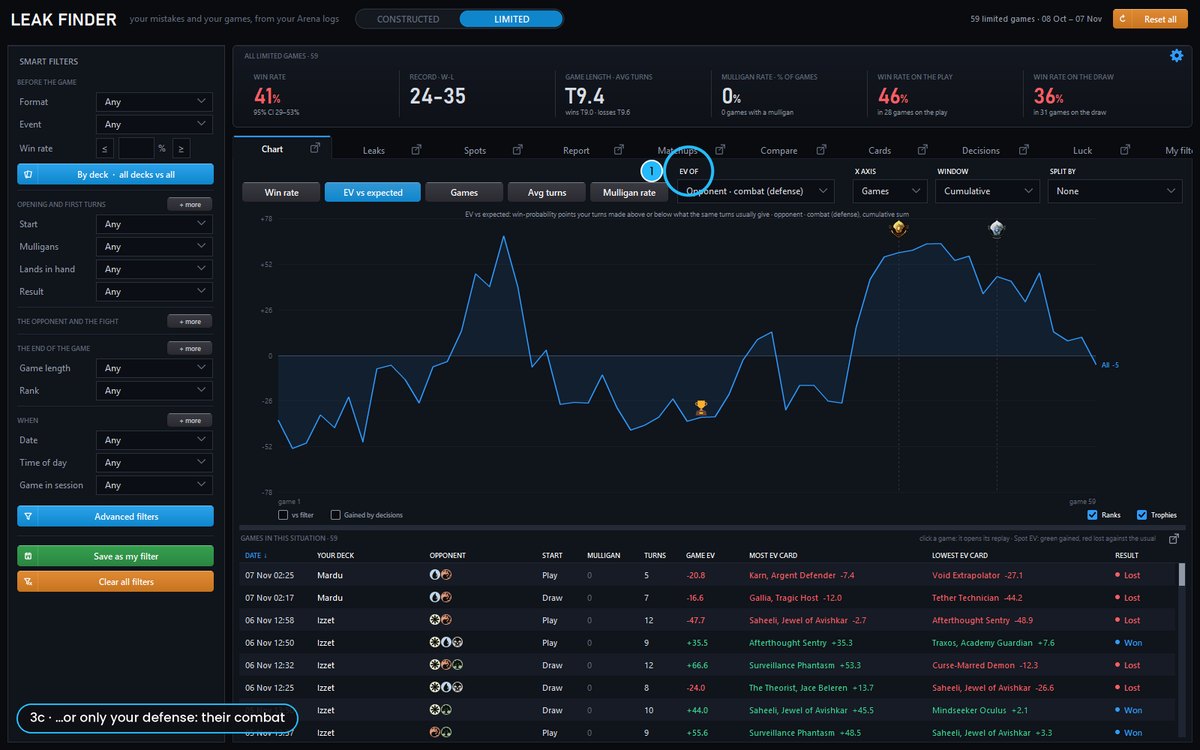 LEAK FINDER your mistakes and your games, from your Arena logs CONSTRUCTED LIMITED 59 limited games · 08 Oct – 07 Nov Reset all
SMART FILTERS
BEFORE THE GAME
Format Any
Event Any
Win rate ≤ % ≥
By deck · all decks vs all
OPENING AND FIRST TURNS + more
Start Any
Mulligans Any
Lands in hand Any
Result Any
THE OPPONENT AND THE FIGHT + more
THE END OF THE GAME + more
Game length Any
Rank Any
WHEN + more
Date Any
Time of day Any
Game in session Any
Advanced filters
Save as my filter
Clear all filters
ALL LIMITED GAMES · 59
WIN RATE RECORD · W-L GAME LENGTH · AVG TURNS MULLIGAN RATE · % OF GAMES WIN RATE ON THE PLAY WIN RATE ON THE DRAW
41% 24-35 T9.4 0% 46% 36%
95% CI 29–53% wins T9.0 · losses T9.6 0 games with a mulligan in 28 games on the play in 31 games on the draw
Chart Leaks Spots Report Matchups Compare Cards Decisions Luck My filt
1 EV OF X AXIS WINDOW SPLIT BY
Win rate EV vs expected Games Avg turns Mulligan rate Opponent - combat (defense) Games Cumulative None
EV vs expected: win-probability points your turns made above or below what the same turns usually give · opponent - combat (defense), cumulative sum
+78
+52
+26
0
All -5
-26
-52
-78
game 1 game 59
vs filter Gained by decisions Ranks Trophies
GAMES IN THIS SITUATION · 59 click a game: it opens its replay · Spot EV: green gained, red lost against the usual
DATE ↓ YOUR DECK OPPONENT START MULLIGAN TURNS GAME EV MOST EV CARD LOWEST EV CARD RESULT
07 Nov 02:25 Mardu Play 0 5 -20.8 Karn, Argent Defender -7.4 Void Extrapolator -27.1 Lost
07 Nov 02:17 Mardu Draw 0 7 -16.6 Gallia, Tragic Host -12.0 Tether Technician -44.2 Lost
06 Nov 12:58 Izzet Play 0 12 -47.7 Saheeli, Jewel of Avishkar -2.7 Afterthought Sentry -48.9 Lost
06 Nov 12:50 Izzet Play 0 9 +35.5 Afterthought Sentry +35.3 Traxos, Academy Guardian +7.6 Won
06 Nov 12:32 Izzet Draw 0 12 +66.6 Surveillance Phantasm +53.3 Curse-Marred Demon -12.3 Lost
06 Nov 12:25 Izzet Draw 0 8 -24.0 The Theorist, Jace Beleren +13.7 Saheeli, Jewel of Avishkar -26.6 Lost
Izzet Draw 0 10 +44.0 Saheeli, Jewel of Avishkar +45.5 Mindseeker Oculus +2.1 Won
Izzet Play 0 9 +55.6 Surveillance Phantasm +48.5 Saheeli, Jewel of Avishkar +3.3 Won
3c · ...or only your defense: their combat